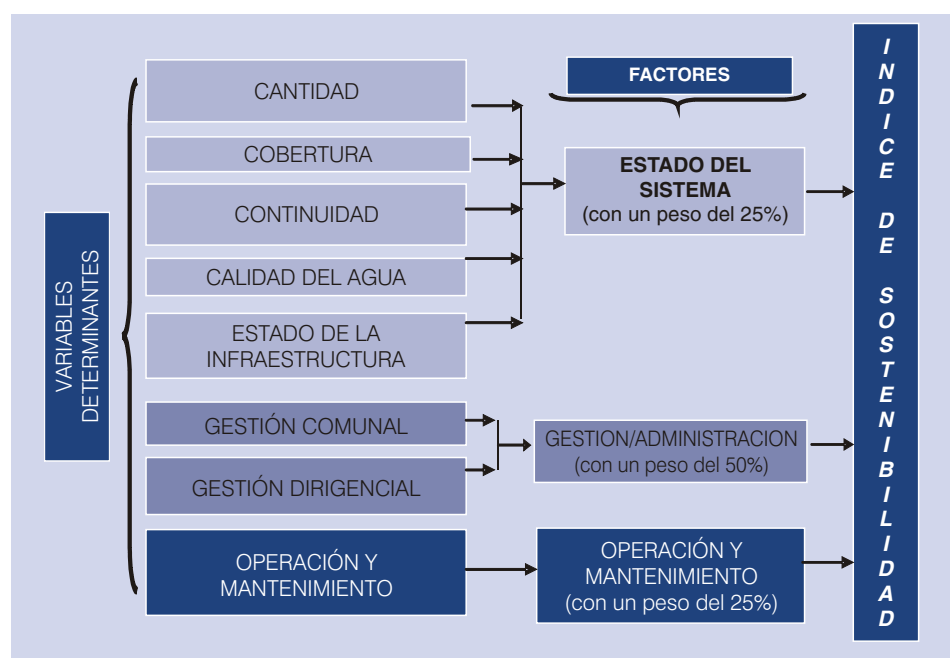 VARIABLES
DETERMINANTES
CANTIDAD
COBERTURA
CONTINUIDAD
CALIDAD DEL AGUA
ESTADO DE LA
INFRAESTRUCTURA
GESTIÓN COMUNAL
GESTIÓN DIRIGENCIAL
OPERACIÓN Y
MANTENIMIENTO
FACTORES
ESTADO DEL
SISTEMA
(con un peso del 25%)
GESTION/ADMINISTRACION
(con un peso del 50%)
OPERACIÓN Y
MANTENIMIENTO
(con un peso del 25%)
INDICE DE SOSTENIBILIDAD